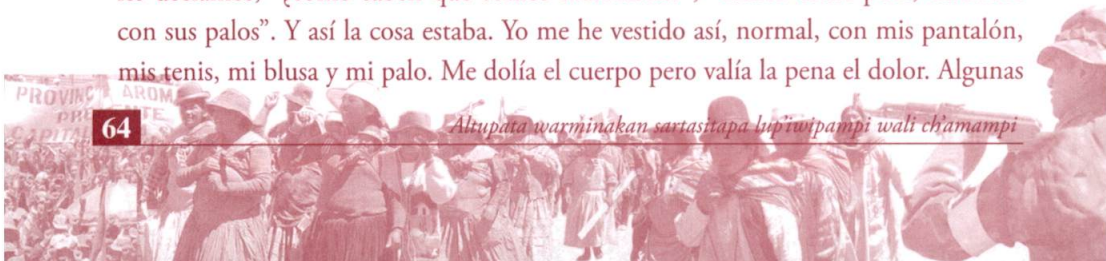 con sus palos”. Y así la cosa estaba. Yo me he vestido así, normal, con mis pantalón,
mis tenis, mi blusa y mi palo. Me dolía el cuerpo pero valía la pena el dolor. Algunas
PROVINC AROM
64
Altupata warminakan sartasitapa lup'iwipampi wali ch'amampi